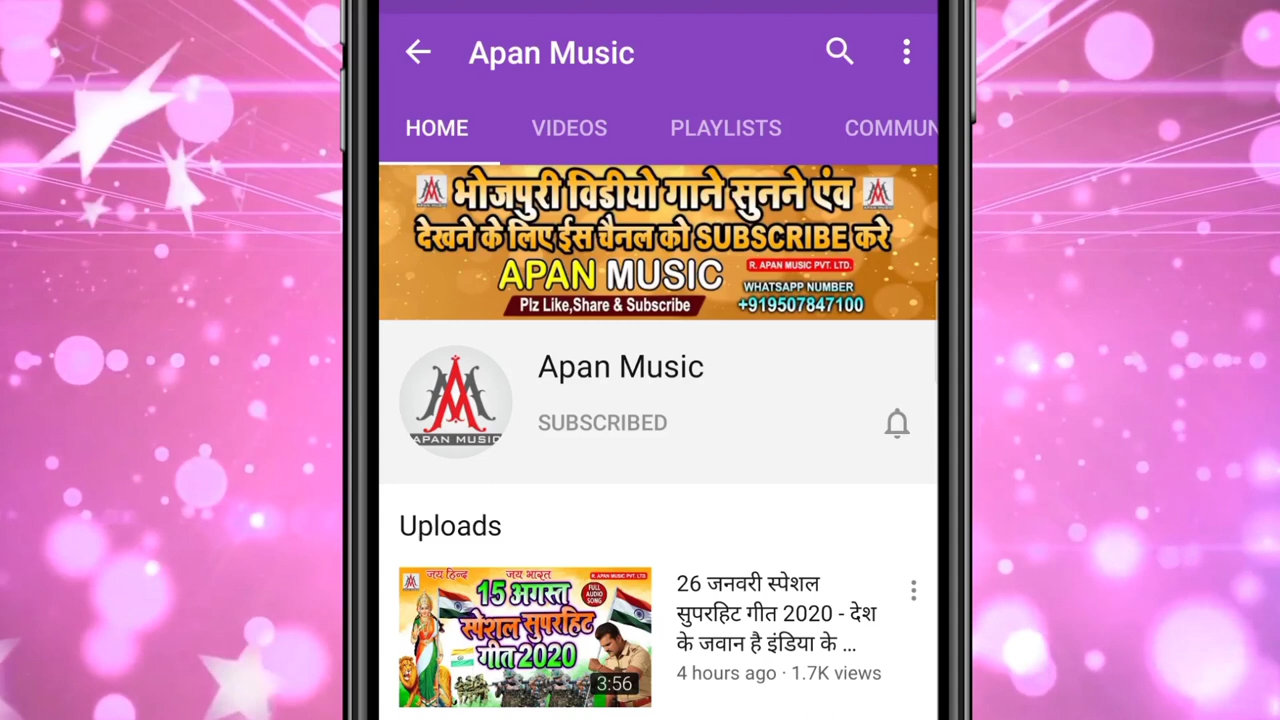 Apan Music
HOME VIDEOS PLAYLISTS COMMUN
भोजपुरी विडीयो गाने सुनने एंव
देखने के लिए ईस चैनल को SUBSCRIBE करे
APAN MUSIC
R. APAN MUSIC PVT. LTD.
WHATSAPP NUMBER
Plz Like,Share & Subscribe
+919507847100
Apan Music
SUBSCRIBED
APAN MUSIC
Uploads
जय हिन्द जय भारत
R. APAN MUSIC PVT. LTD
15 अगस्त
FULL
AUDIO
SONG
स्पेशल सुपरहिट
गीत 2020
3:56
26 जनवरी स्पेशल
सुपरहिट गीत 2020 - देश
के जवान है इंडिया के ...
4 hours ago · 1.7K views